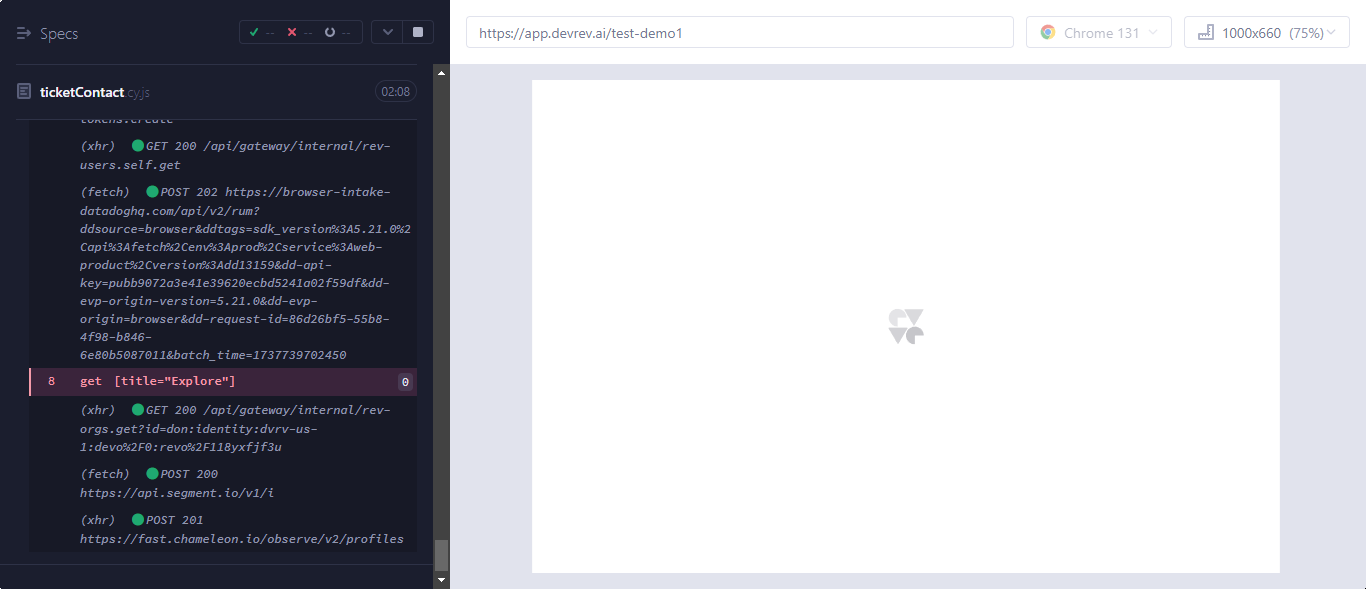 Specs
-- -- --
https://app.devrev.ai/test-demo1
Chrome 131
1000x660 (75%)
ticketContact.cy.js
02:08
tokens.create
(xhr) GET 200 /api/gateway/internal/rev-
users.self.get
(fetch) POST 202 https://browser-intake-
datadoghq.com/api/v2/rum?
ddsource=browser&ddtags=sdk_version%3A5.21.0%2
Capi%3Afetch%2Cenv%3Aprod%2Cservice%3Aweb-
product%2Cversion%3Add13159&dd-api-
key=pubb9072a3e41e39620ecbd5241a02f59df&dd-
evp-origin-version=5.21.0&dd-evp-
origin=browser&dd-request-id=86d26bf5-55b8-
4f98-b846-
6e80b5087011&batch_time=1737739702450
8 get [title="Explore"] 0
(xhr) GET 200 /api/gateway/internal/rev-
orgs.get?id=don:identity:dvrv-us-
1:devo%2F0:revo%2F118yxfjf3u
(fetch) POST 200
https://api.segment.io/v1/i
(xhr) POST 201
https://fast.chameleon.io/observe/v2/profiles